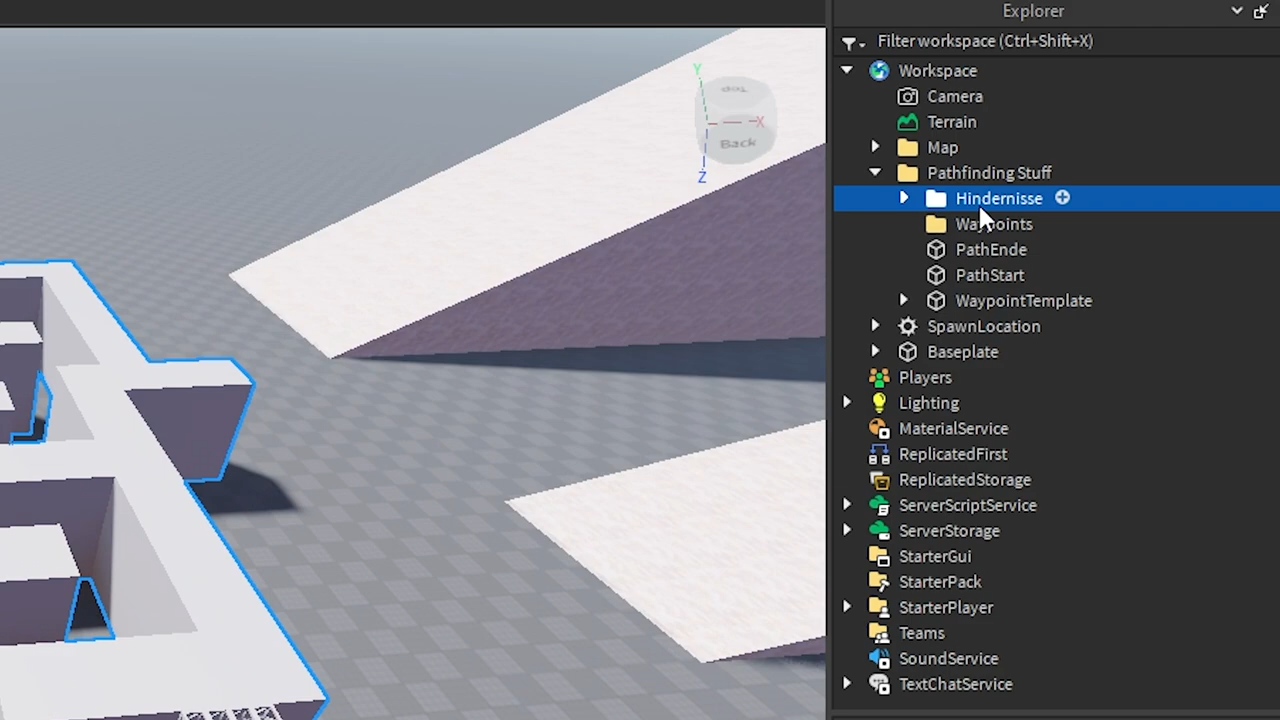 Explorer
Filter workspace (Ctrl+Shift+X)
Workspace
Camera
Terrain
Map
Pathfinding Stuff
Hindernisse
Waypoints
PathEnde
PathStart
WaypointTemplate
SpawnLocation
Baseplate
Players
Lighting
MaterialService
ReplicatedFirst
ReplicatedStorage
ServerScriptService
ServerStorage
StarterGui
StarterPack
StarterPlayer
Teams
SoundService
TextChatService
Y
Top
X
Back
Z